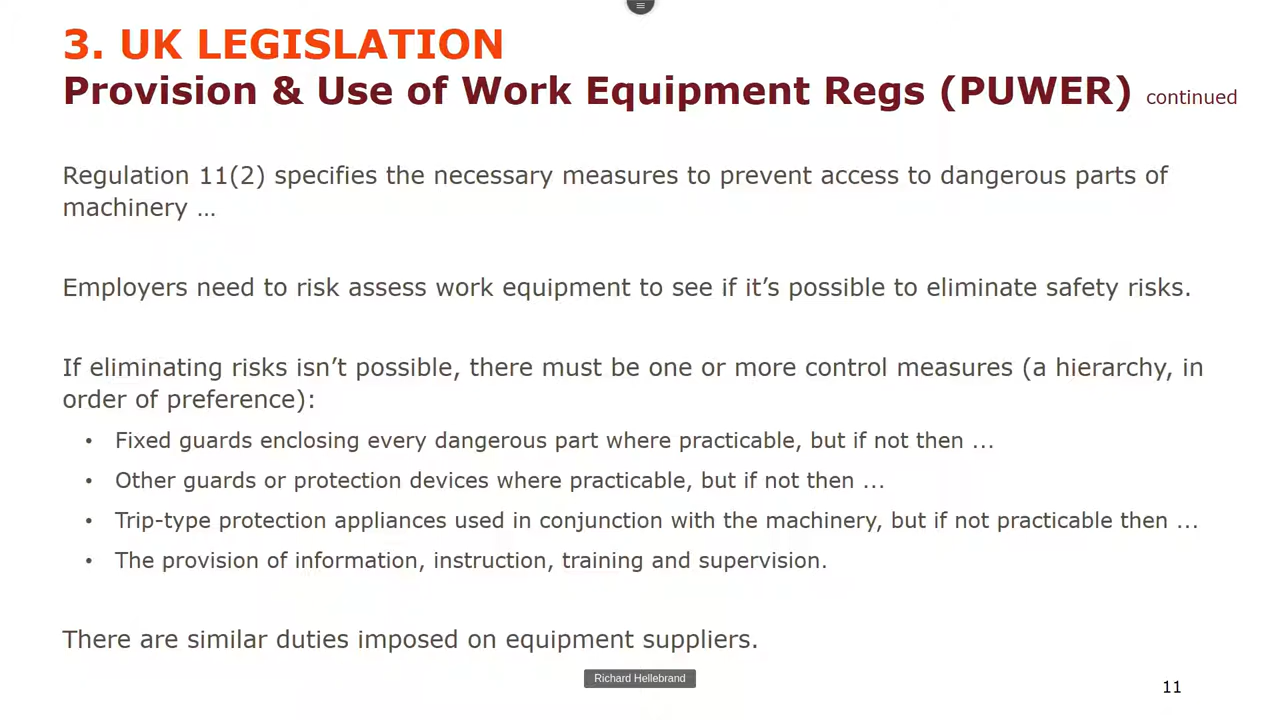 3. UK LEGISLATION
Provision & Use of Work Equipment Regs (PUWER) continued
Regulation 11(2) specifies the necessary measures to prevent access to dangerous parts of
machinery …
Employers need to risk assess work equipment to see if it’s possible to eliminate safety risks.
If eliminating risks isn’t possible, there must be one or more control measures (a hierarchy, in
order of preference):
• Fixed guards enclosing every dangerous part where practicable, but if not then …
• Other guards or protection devices where practicable, but if not then …
• Trip-type protection appliances used in conjunction with the machinery, but if not practicable then …
• The provision of information, instruction, training and supervision.
There are similar duties imposed on equipment suppliers.
Richard Hellebrand
11